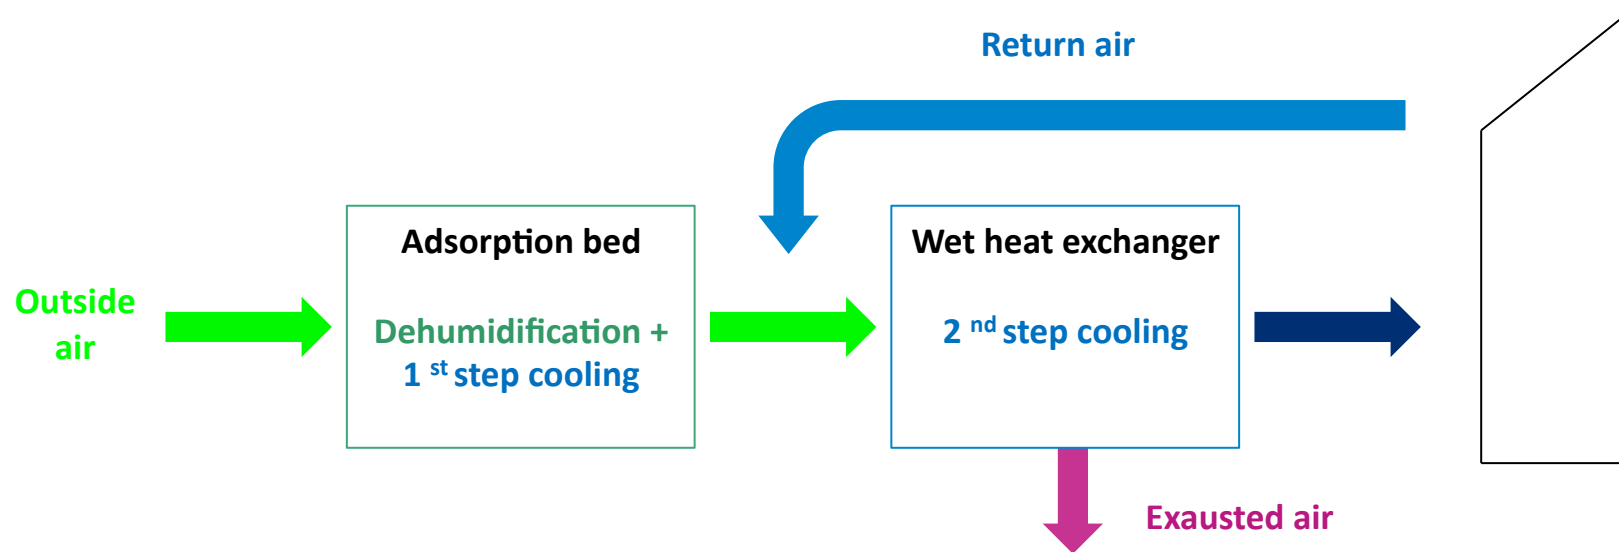 Return air
Outside
air
Adsorption bed
Dehumidification +
1 st step cooling
Wet heat exchanger
2 nd step cooling
Exausted air